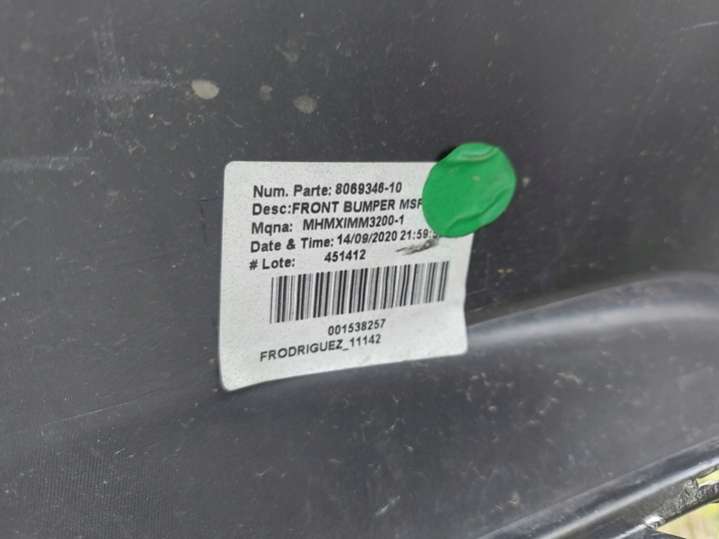 Num. Parte: 8069346-10
Desc:FRONT BUMPER MSF
Mqna: MHMXIMM3200-1
Date & Time: 14/09/2020 21:59:
# Lote: 451412
001538257
FRODRIGUEZ_11142